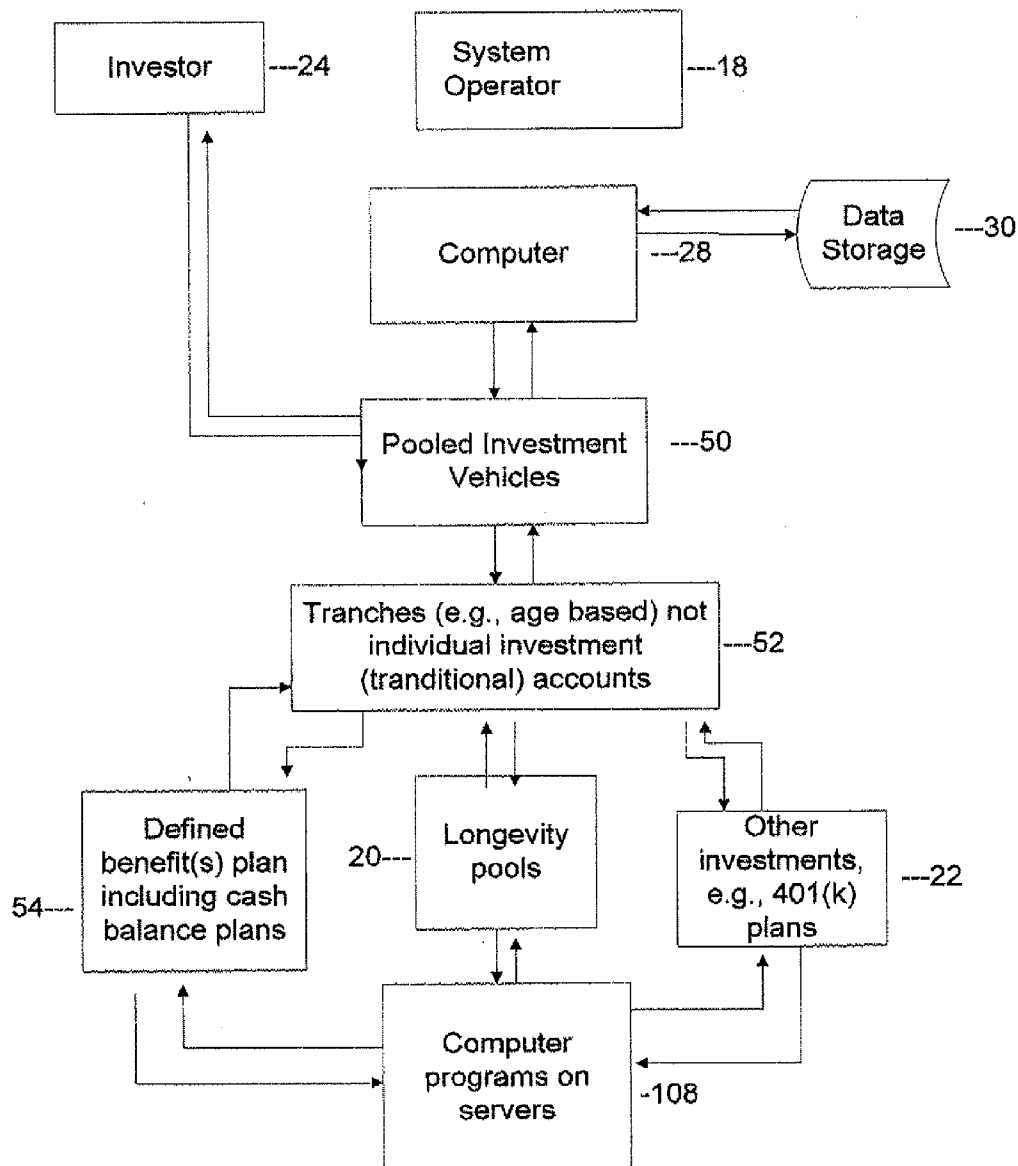 Investor
---24
System
Operator
---18
Computer
---28
Data
Storage
---30
Pooled Investment
Vehicles
---50
Tranches (e.g., age based) not
individual investment
(tranditional) accounts
---52
Defined
benefit(s) plan
including cash
balance plans
54---
Longevity
pools
20---
Other
investments,
e.g., 401(k)
plans
---22
Computer
programs on
servers
-108